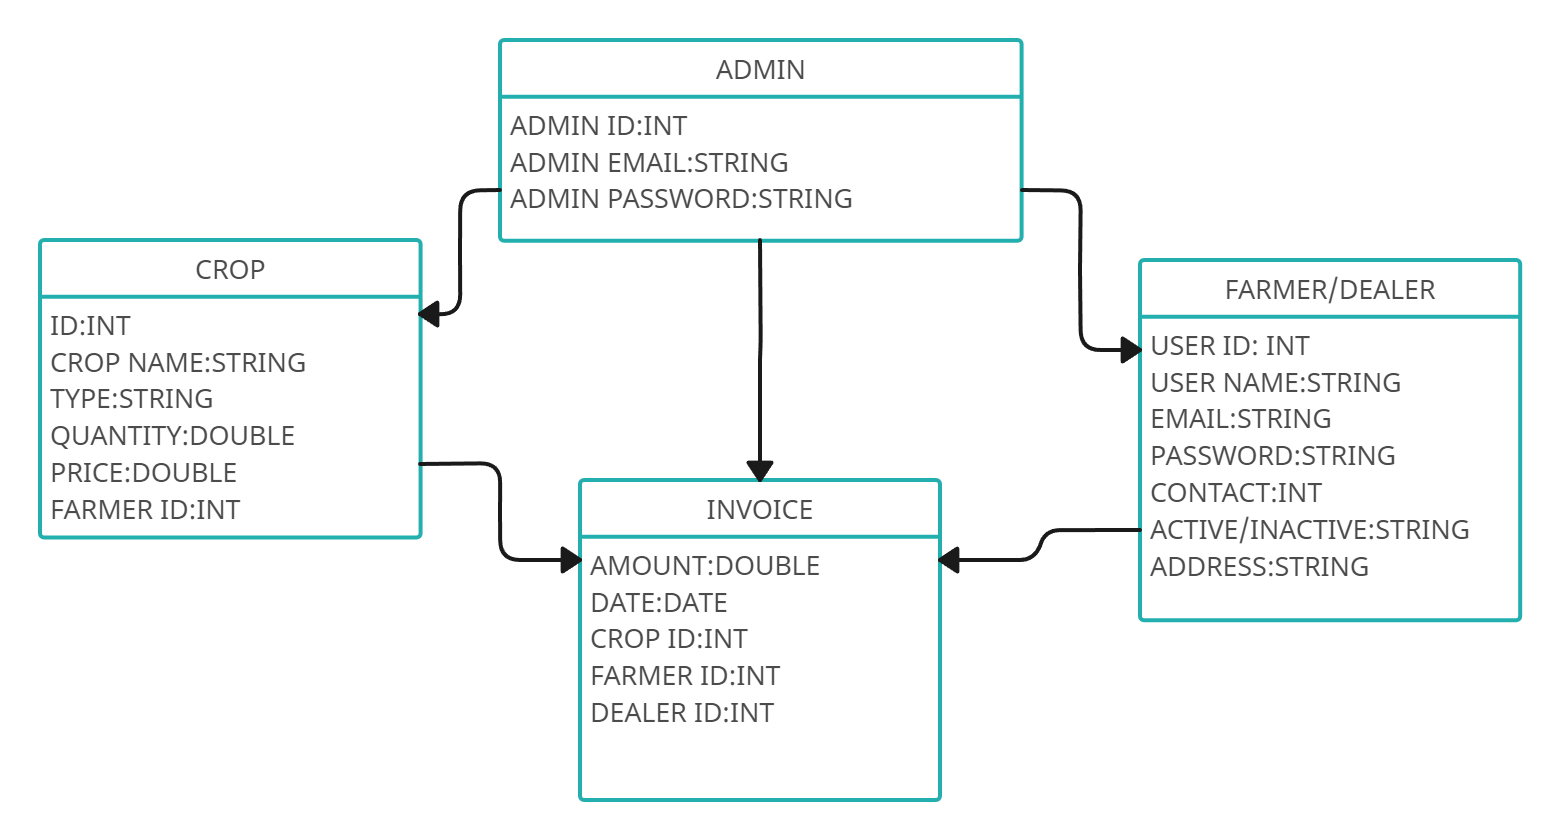 ADMIN
ADMIN ID:INT
ADMIN EMAIL:STRING
ADMIN PASSWORD:STRING
CROP
ID:INT
CROP NAME:STRING
TYPE:STRING
QUANTITY:DOUBLE
PRICE:DOUBLE
FARMER ID:INT
FARMER/DEALER
USER ID: INT
USER NAME:STRING
EMAIL:STRING
PASSWORD:STRING
CONTACT:INT
ACTIVE/INACTIVE:STRING
ADDRESS:STRING
INVOICE
AMOUNT:DOUBLE
DATE:DATE
CROP ID:INT
FARMER ID:INT
DEALER ID:INT